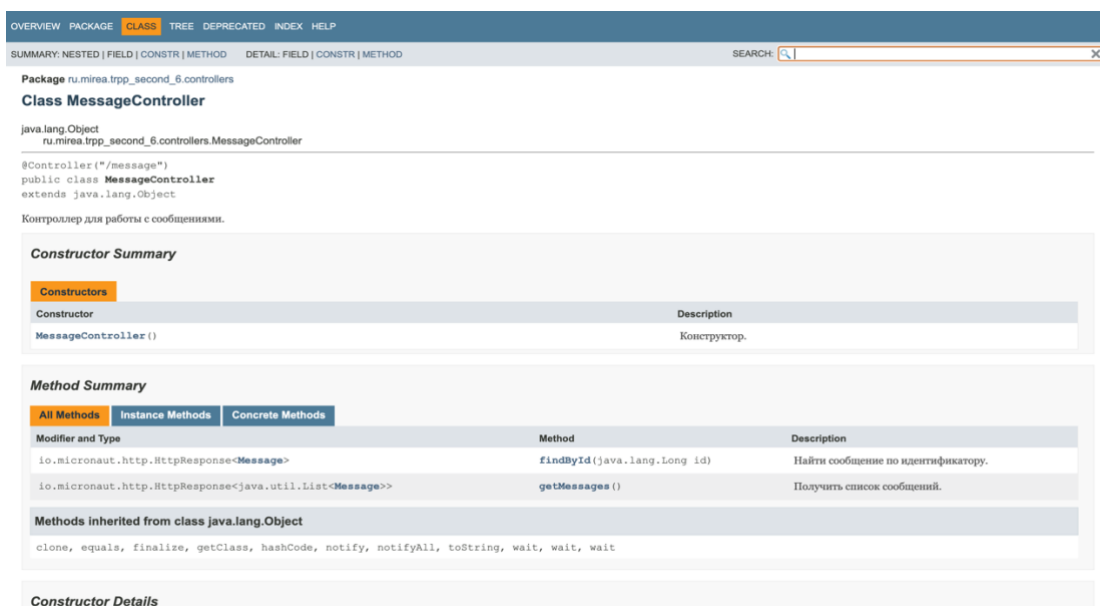 OVERVIEW PACKAGE CLASS TREE DEPRECATED INDEX HELP
SUMMARY: NESTED | FIELD | CONSTR | METHOD DETAIL: FIELD | CONSTR | METHOD SEARCH:
Package ru.mirea.trpp_second_6.controllers
Class MessageController
java.lang.Object
ru.mirea.trpp_second_6.controllers.MessageController
@Controller("/message")
public class MessageController
extends java.lang.Object
Контроллер для работы с сообщениями.
Constructor Summary
Constructors
Constructor Description
MessageController() Конструктор.
Method Summary
All Methods Instance Methods Concrete Methods
Modifier and Type Method Description
io.micronaut.http.HttpResponse<Message> findById(java.lang.Long id) Найти сообщение по идентификатору.
io.micronaut.http.HttpResponse<java.util.List<Message>> getMessages() Получить список сообщений.
Methods inherited from class java.lang.Object
clone, equals, finalize, getClass, hashCode, notify, notifyAll, toString, wait, wait, wait
Constructor Details